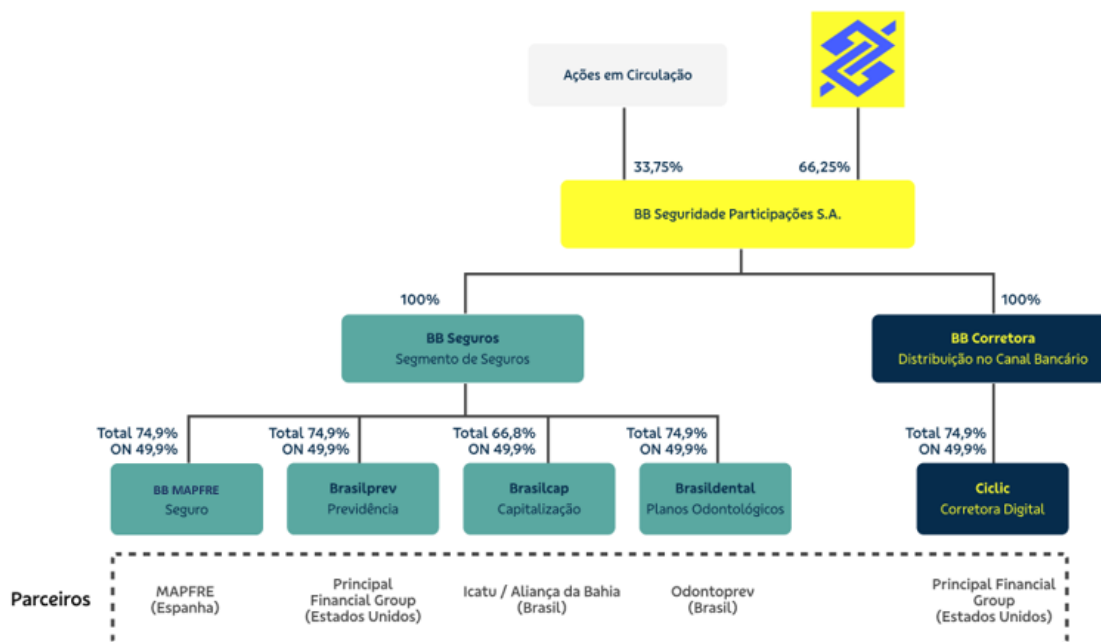 Ações em Circulação
33,75%
66,25%
BB Seguridade Participações S.A.
100%
100%
BB Seguros
Segmento de Seguros
BB Corretora
Distribuição no Canal Bancário
Total 74,9%
ON 49,9%
Total 74,9%
ON 49,9%
Total 66,8%
ON 49,9%
Total 74,9%
ON 49,9%
Total 74,9%
ON 49,9%
BB MAPFRE
Seguro
Brasilprev
Previdência
Brasilcap
Capitalização
Brasildental
Planos Odontológicos
Ciclic
Corretora Digital
Parceiros
MAPFRE
(Espanha)
Principal
Financial Group
(Estados Unidos)
Icatu / Aliança da Bahia
(Brasil)
Odontoprev
(Brasil)
Principal Financial
Group
(Estados Unidos)